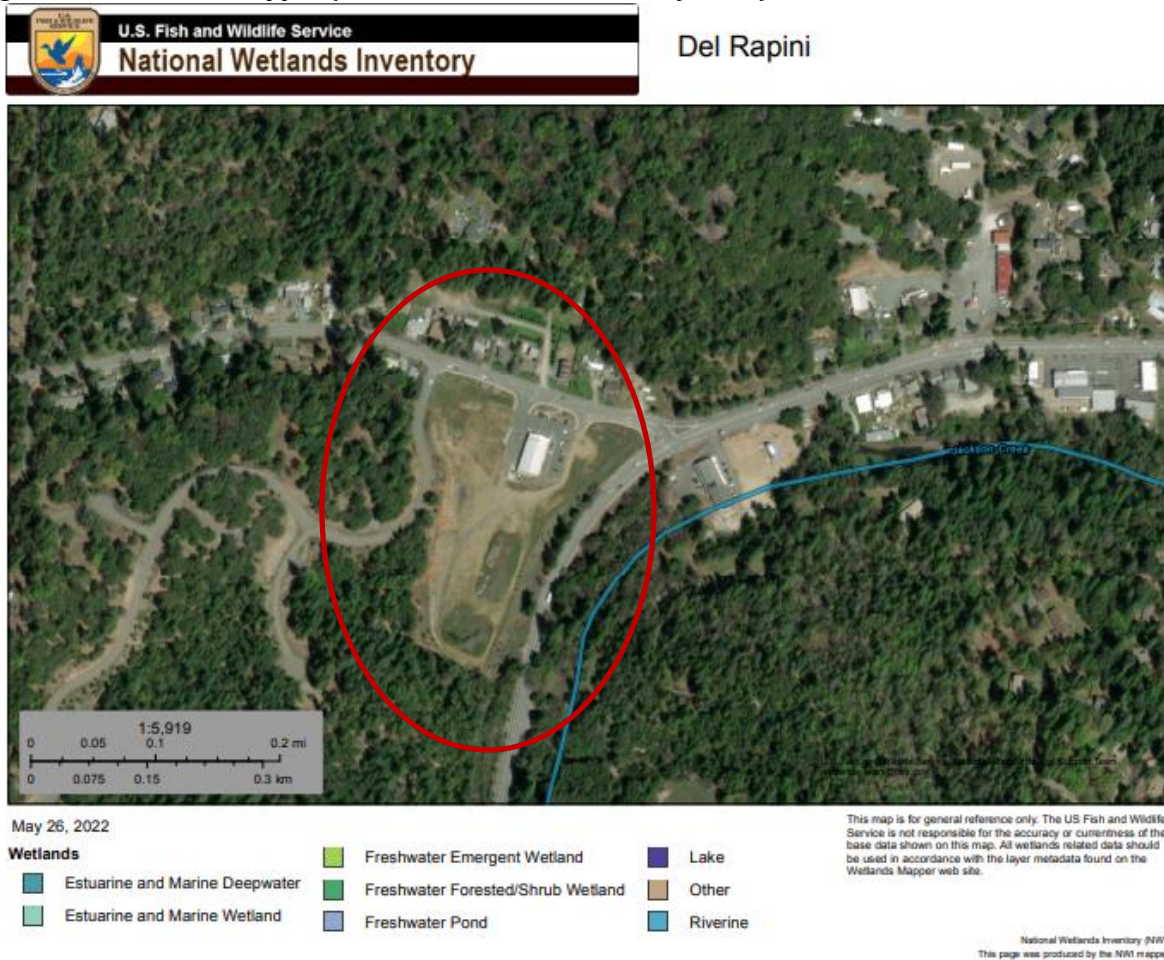 U.S.
FISH & WILDLIFE
SERVICE
U.S. Fish and Wildlife Service
National Wetlands Inventory
Del Rapini
1:5,919
0 0.05 0.1 0.2 mi
0 0.075 0.15 0.3 km
May 26, 2022
Wetlands
Estuarine and Marine Deepwater
Estuarine and Marine Wetland
Freshwater Emergent Wetland
Freshwater Forested/Shrub Wetland
Freshwater Pond
Lake
Other
Riverine
This map is for general reference only. The US Fish and Wildlife
Service is not responsible for the accuracy or currentness of the
base data shown on this map. All wetlands related data should
be used in accordance with the layer metadata found on the
Wetlands Mapper web site.
National Wetlands Inventory (NW
This page was produced by the NWI mappe